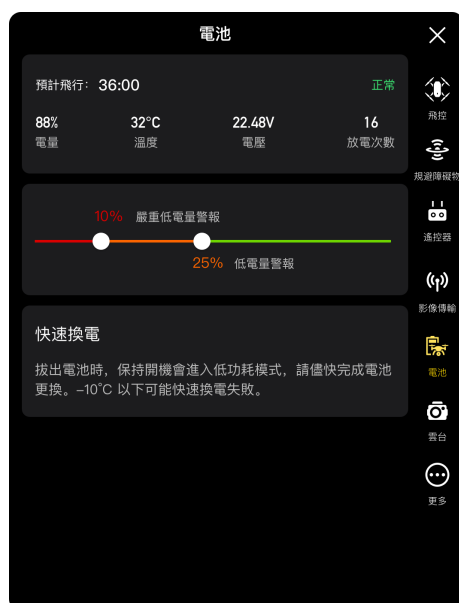 電池
預計飛行: 36:00 正常
88% 32°C 22.48V 16
電量 溫度 電壓 放電次數
10% 嚴重低電量警報
25% 低電量警報
快速換電
拔出電池時，保持開機會進入低功耗模式，請儘快完成電池
更換。-10°C 以下可能快速換電失敗。
飛控
規避障礙物
遙控器
影像傳輸
電池
雲台
更多